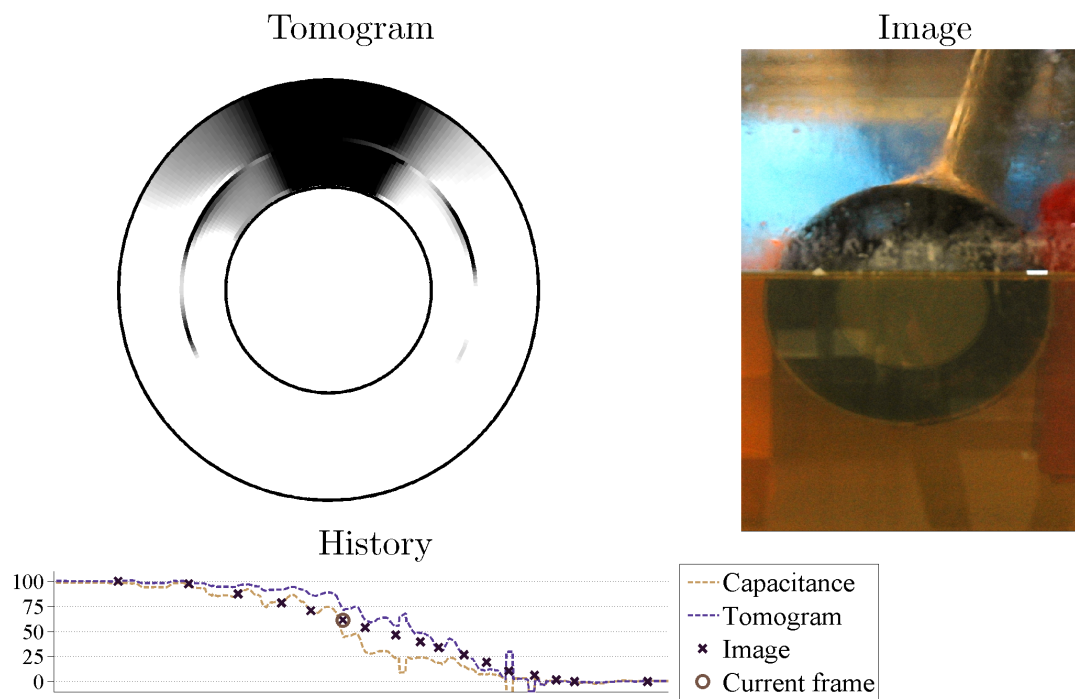 Tomogram
Image
History
100
75
50
25
0
Capacitance
Tomogram
Image
Current frame